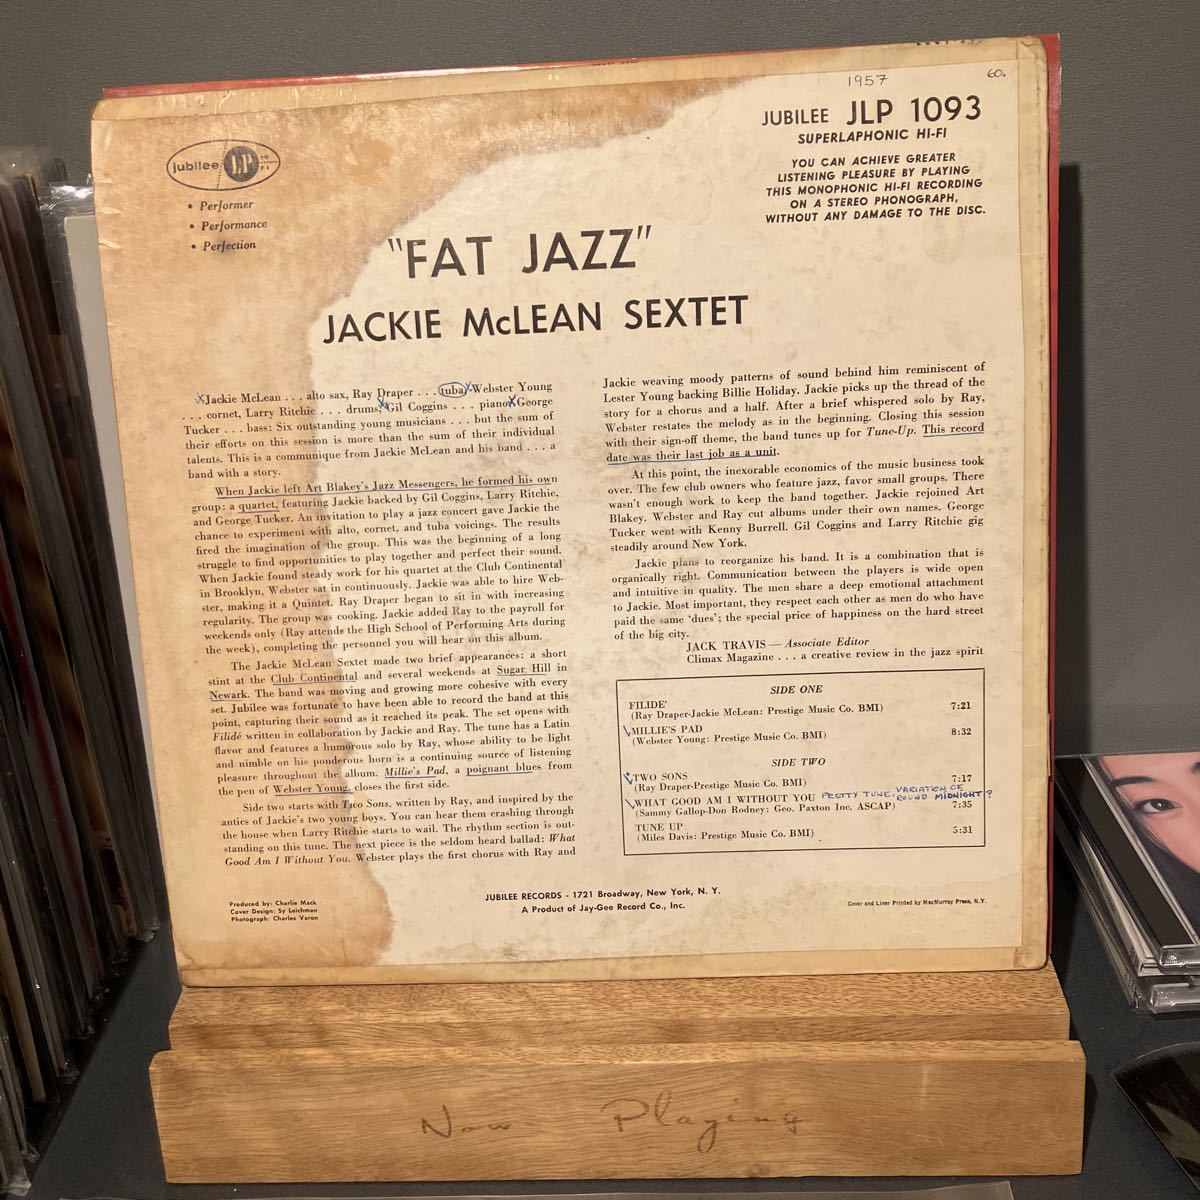 1957
60.
JUBILEE JLP 1093
SUPERLAPHONIC HI-FI
YOU CAN ACHIEVE GREATER
LISTENING PLEASURE BY PLAYING
THIS MONOPHONIC HI-FI RECORDING
ON A STEREO PHONOGRAPH,
WITHOUT ANY DAMAGE TO THE DISC.
jubilee LP HI FI
• Performer
• Performance
• Perfection
"FAT JAZZ"
JACKIE McLEAN SEXTET
Jackie McLean . . . alto sax, Ray Draper . . . tuba, Webster Young
. . . cornet, Larry Ritchie . . . drums, Gil Coggins . . . piano, George
Tucker . . . bass: Six outstanding young musicians . . . but the sum of
their efforts on this session is more than the sum of their individual
talents. This is a communique from Jackie McLean and his band . . . a
band with a story.
When Jackie left Art Blakey's Jazz Messengers, he formed his own
group: a quartet, featuring Jackie backed by Gil Coggins, Larry Ritchie,
and George Tucker. An invitation to play a jazz concert gave Jackie the
chance to experiment with alto, cornet, and tuba voicings. The results
fired the imagination of the group. This was the beginning of a long
struggle to find opportunities to play together and perfect their sound.
When Jackie found steady work for his quartet at the Club Continental
in Brooklyn, Webster sat in continuously. Jackie was able to hire Web-
ster, making it a Quintet. Ray Draper began to sit in with increasing
regularity. The group was cooking. Jackie added Ray to the payroll for
weekends only (Ray attends the High School of Performing Arts during
the week), completing the personnel you will hear on this album.
The Jackie McLean Sextet made two brief appearances: a short
stint at the Club Continental and several weekends at Sugar Hill in
Newark. The band was moving and growing more cohesive with every
set. Jubilee was fortunate to have been able to record the band at this
point, capturing their sound as it reached its peak. The set opens with
Filidé written in collaboration by Jackie and Ray. The tune has a Latin
flavor and features a humorous solo by Ray, whose ability to be light
and nimble on his ponderous horn is a continuing source of listening
pleasure throughout the album. Millie's Pad, a poignant blues from
the pen of Webster Young, closes the first side.
Side two starts with Two Sons, written by Ray, and inspired by the
antics of Jackie's two young boys. You can hear them crashing through
the house when Larry Ritchie starts to wail. The rhythm section is out-
standing on this tune. The next piece is the seldom heard ballad: What
Good Am I Without You. Webster plays the first chorus with Ray and
Jackie weaving moody patterns of sound behind him reminiscent of
Lester Young backing Billie Holiday. Jackie picks up the thread of the
story for a chorus and a half. After a brief whispered solo by Ray,
Webster restates the melody as in the beginning. Closing this session
with their sign-off theme, the band tunes up for Tune-Up. This record
date was their last job as a unit.
At this point, the inexorable economics of the music business took
over. The few club owners who feature jazz, favor small groups. There
wasn't enough work to keep the band together. Jackie rejoined Art
Blakey. Webster and Ray cut albums under their own names. George
Tucker went with Kenny Burrell. Gil Coggins and Larry Ritchie gig
steadily around New York.
Jackie plans to reorganize his band. It is a combination that is
organically right. Communication between the players is wide open
and intuitive in quality. The men share a deep emotional attachment
to Jackie. Most important, they respect each other as men do who have
paid the same 'dues'; the special price of happiness on the hard street
of the big city.
JACK TRAVIS — Associate Editor
Climax Magazine . . . a creative review in the jazz spirit
SIDE ONE
FILIDE' 7:21
(Ray Draper-Jackie McLean: Prestige Music Co. BMI)
MILLIE'S PAD 8:32
(Webster Young: Prestige Music Co. BMI)
SIDE TWO
TWO SONS 7:17
(Ray Draper-Prestige Music Co. BMI)
WHAT GOOD AM I WITHOUT YOU PRETTY TUNE. VARIATION OF ROUND MIDNIGHT?
(Sammy Gallop-Don Rodney: Geo. Paxton Inc. ASCAP) 7:35
TUNE UP 5:31
(Miles Davis: Prestige Music Co. BMI)
Produced by: Charlie Mack
Cover Design: Sy Leichman
Photograph: Charles Varon
JUBILEE RECORDS - 1721 Broadway, New York, N. Y.
A Product of Jay-Gee Record Co., Inc.
Cover and Liner Printed by MacMurray Press, N.Y.
Now Playing